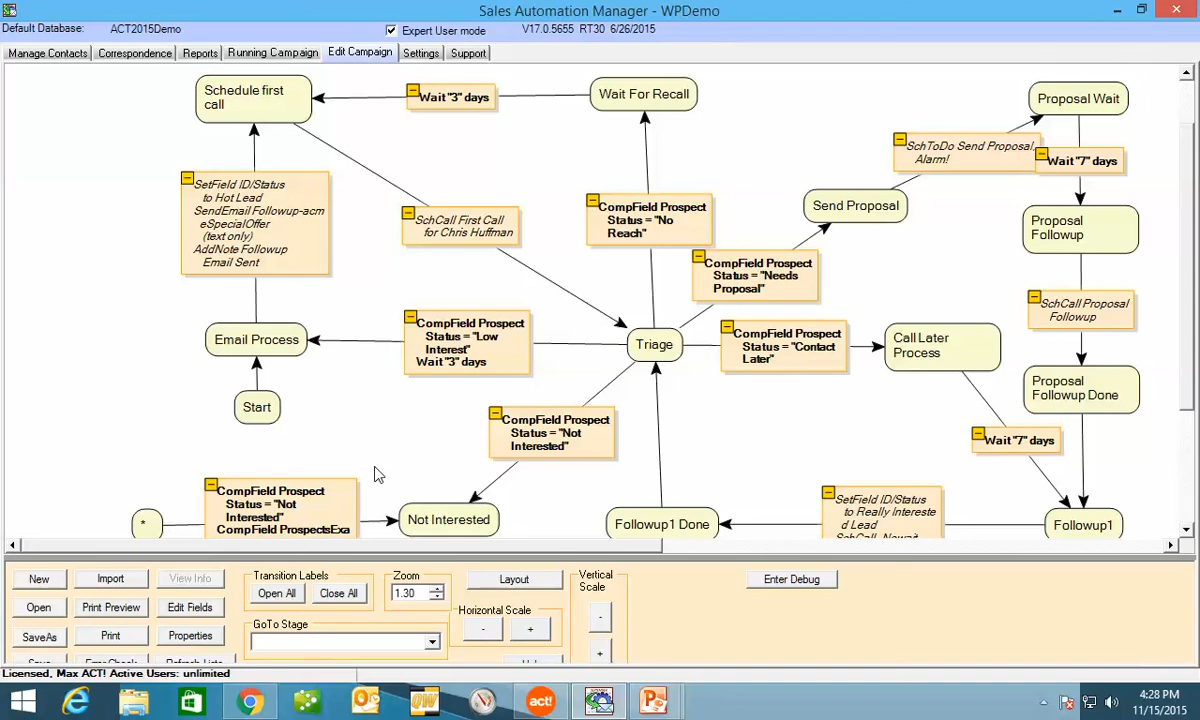 Sales Automation Manager - WPDemo
Default Database: ACT2015Demo Expert User mode V17.0.5655 RT30 6/26/2015
Manage Contacts Correspondence Reports Running Campaign Edit Campaign Settings Support
Schedule first
call
Wait "3" days
Wait For Recall
Proposal Wait
SchToDo Send Proposal,
Alarm!
Wait "7" days
SetField ID/Status
to Hot Lead
SendEmail Followup-acm
eSpecialOffer
(text only)
AddNote Followup
Email Sent
SchCall First Call
for Chris Huffman
CompField Prospect
Status = "No
Reach"
Send Proposal
Proposal
Followup
CompField Prospect
Status = "Needs
Proposal"
SchCall Proposal
Followup
Email Process
CompField Prospect
Status = "Low
Interest"
Wait "3" days
Triage
CompField Prospect
Status = "Contact
Later"
Call Later
Process
Proposal
Followup Done
Start
CompField Prospect
Status = "Not
Interested"
Wait "7" days
*
CompField Prospect
Status = "Not
Interested"
CompField ProspectsExa
Not Interested
Followup1 Done
SetField ID/Status
to Really Intereste
d Lead
Followup1
New Import View Info
Open Print Preview Edit Fields
SaveAs Print Properties
Transition Labels
Open All Close All
Zoom
1.30
GoTo Stage
Layout
Horizontal Scale
- +
Vertical
Scale
-
+
Enter Debug
Licensed, Max ACT! Active Users: unlimited
act!
4:28 PM
11/15/2015